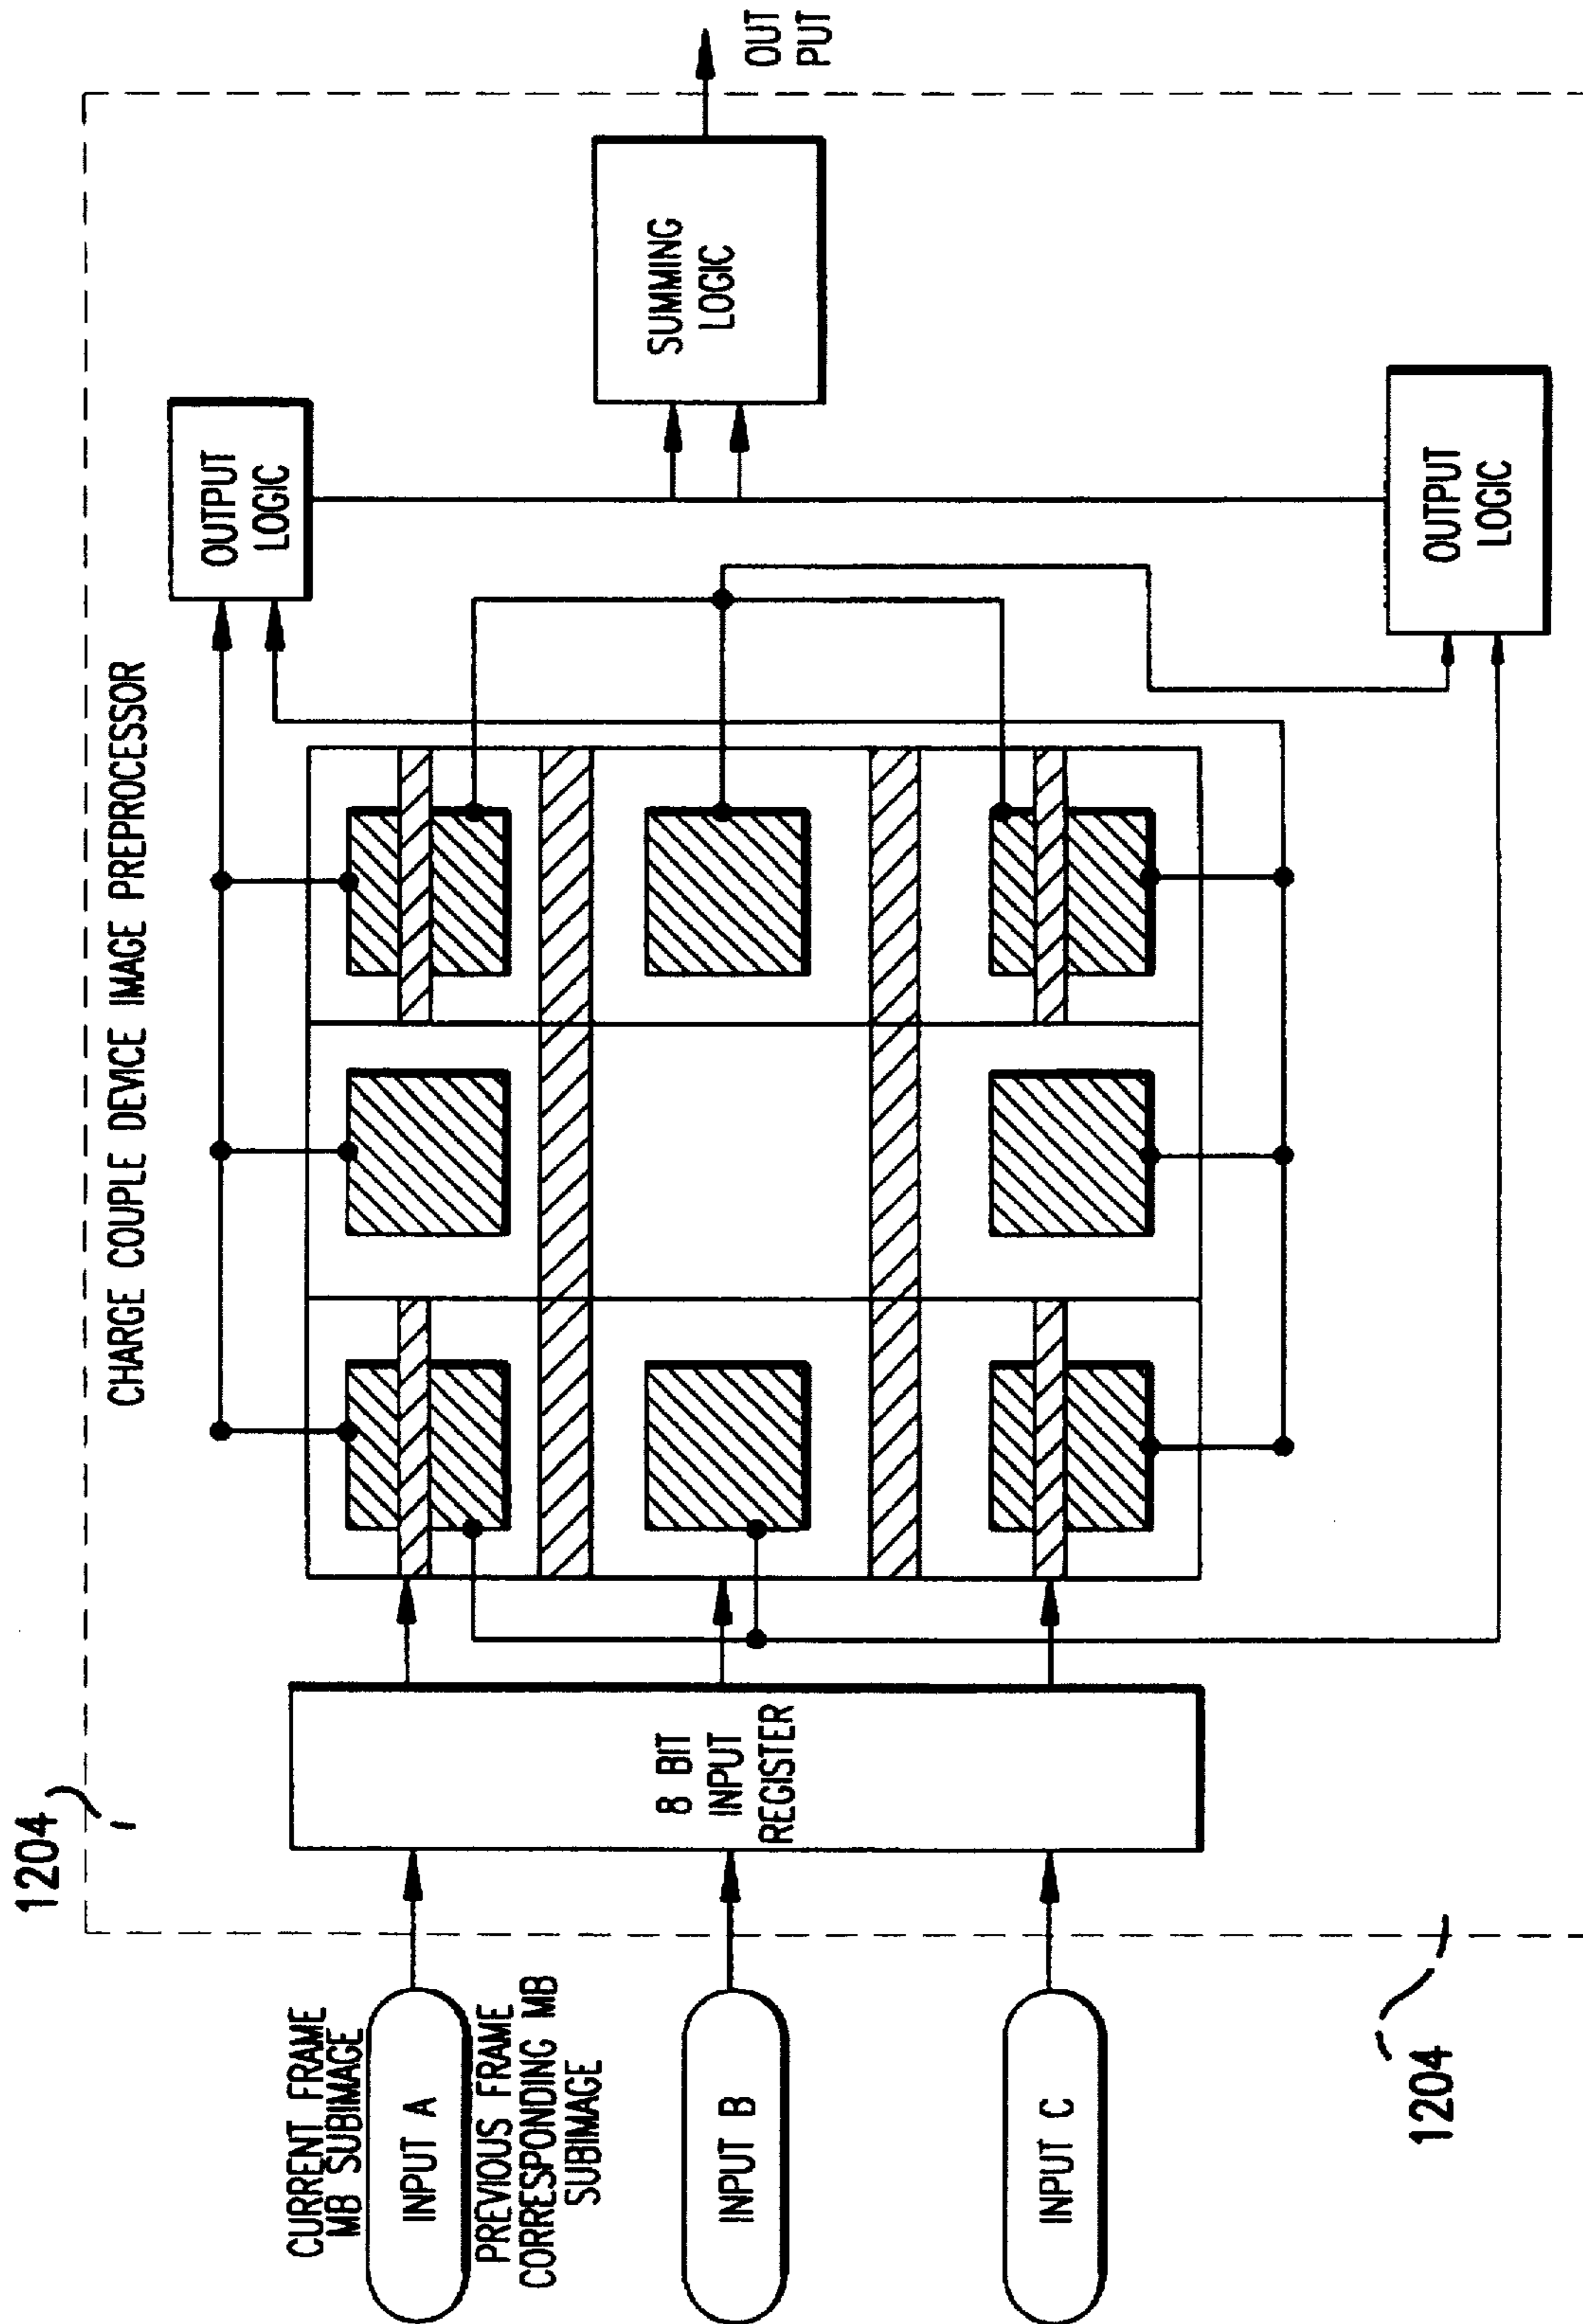 1204
CHARGE COUPLE DEVICE IMAGE PREPROCESSOR
CURRENT FRAME
MB SUBIMAGE
INPUT A
PREVIOUS FRAME
CORRESPONDING MB
SUBIMAGE
INPUT B
INPUT C
8 BIT
INPUT
REGISTER
OUTPUT
LOGIC
SUMMING
LOGIC
OUT
PUT
OUTPUT
LOGIC
1204